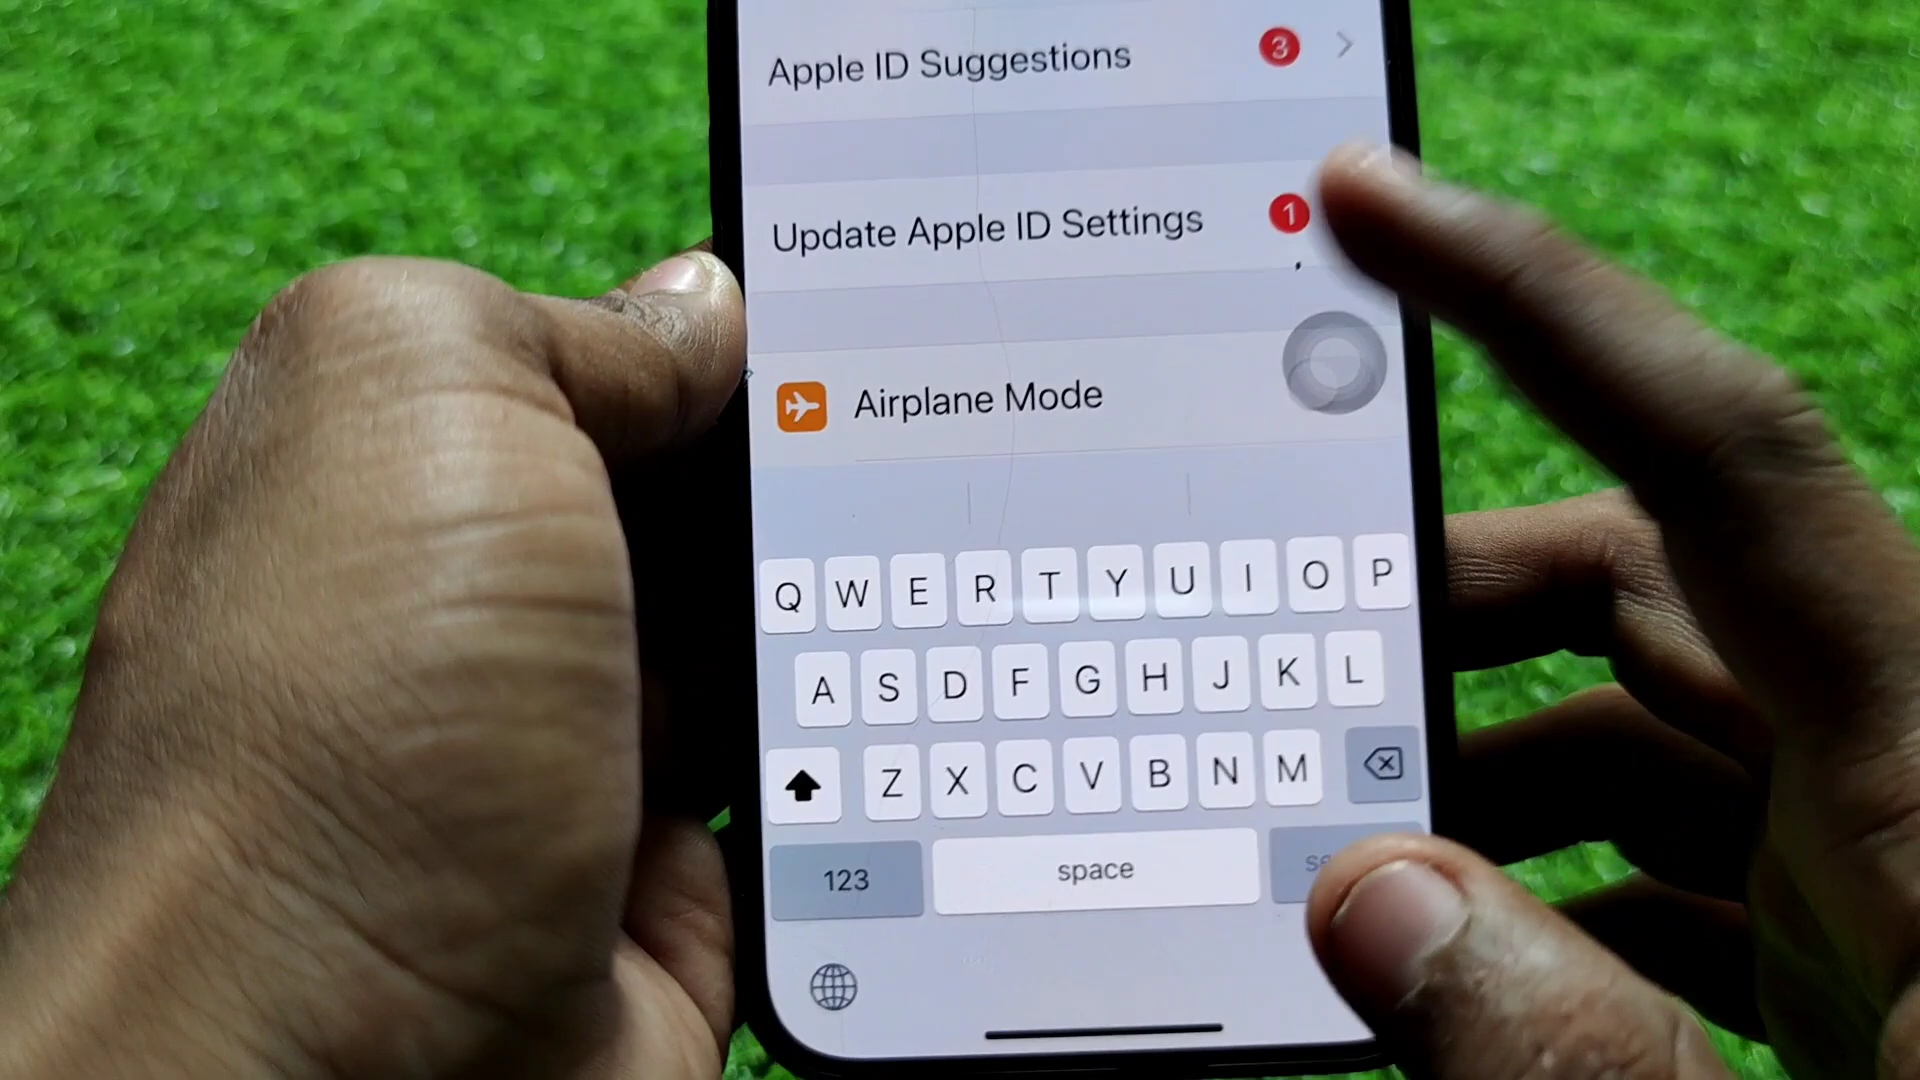 Apple ID Suggestions 3
Update Apple ID Settings 1
Airplane Mode
Q W E R T Y U I O P
A S D F G H J K L
Z X C V B N M
123 space